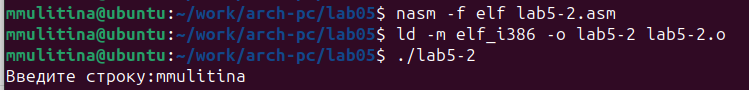 mmulitina@ubuntu:~/work/arch-pc/lab05$ nasm -f elf lab5-2.asm
mmulitina@ubuntu:~/work/arch-pc/lab05$ ld -m elf_i386 -o lab5-2 lab5-2.o
mmulitina@ubuntu:~/work/arch-pc/lab05$ ./lab5-2
Введите строку:mmulitina